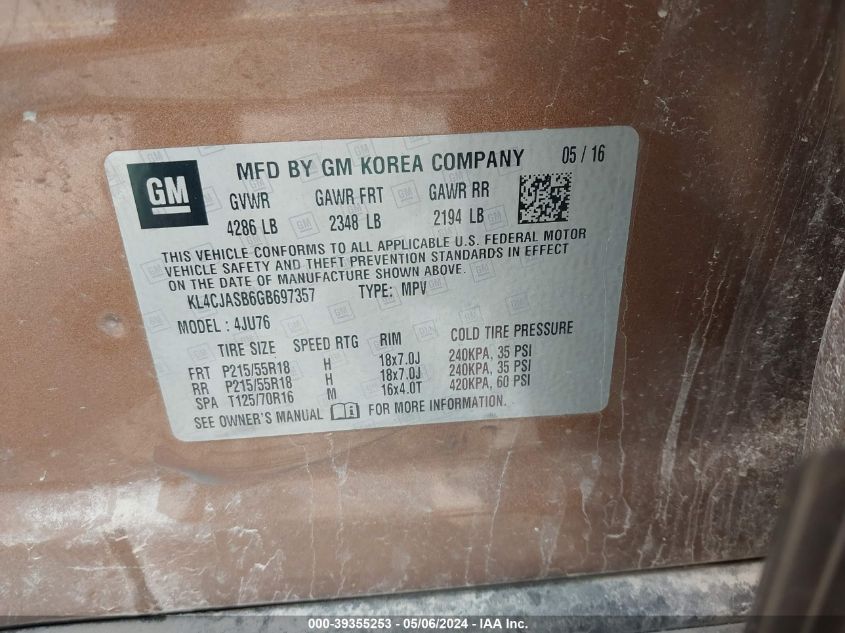 GM
MFD BY GM KOREA COMPANY 05 / 16
GVWR GAWR FRT GAWR RR
4286 LB 2348 LB 2194 LB
THIS VEHICLE CONFORMS TO ALL APPLICABLE U.S. FEDERAL MOTOR
VEHICLE SAFETY AND THEFT PREVENTION STANDARDS IN EFFECT
ON THE DATE OF MANUFACTURE SHOWN ABOVE.
KL4CJASB6GB697357 TYPE: MPV
MODEL : 4JU76
TIRE SIZE SPEED RTG RIM COLD TIRE PRESSURE
FRT P215/55R18 H 18x7.0J 240KPA, 35 PSI
RR P215/55R18 H 18x7.0J 240KPA, 35 PSI
SPA T125/70R16 M 16x4.0T 420KPA, 60 PSI
SEE OWNER'S MANUAL FOR MORE INFORMATION.
000-39355253 - 05/06/2024 - IAA, Inc.